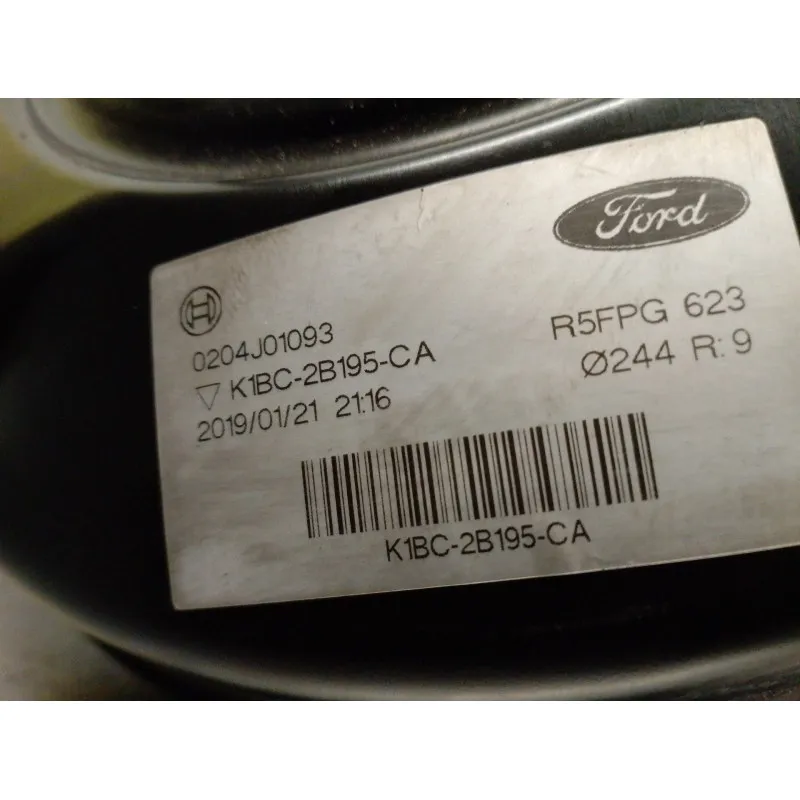 Ford
0204J01093
K1BC-2B195-CA
2019/01/21 21:16
R5FPG 623
Ø244 R:9
K1BC-2B195-CA